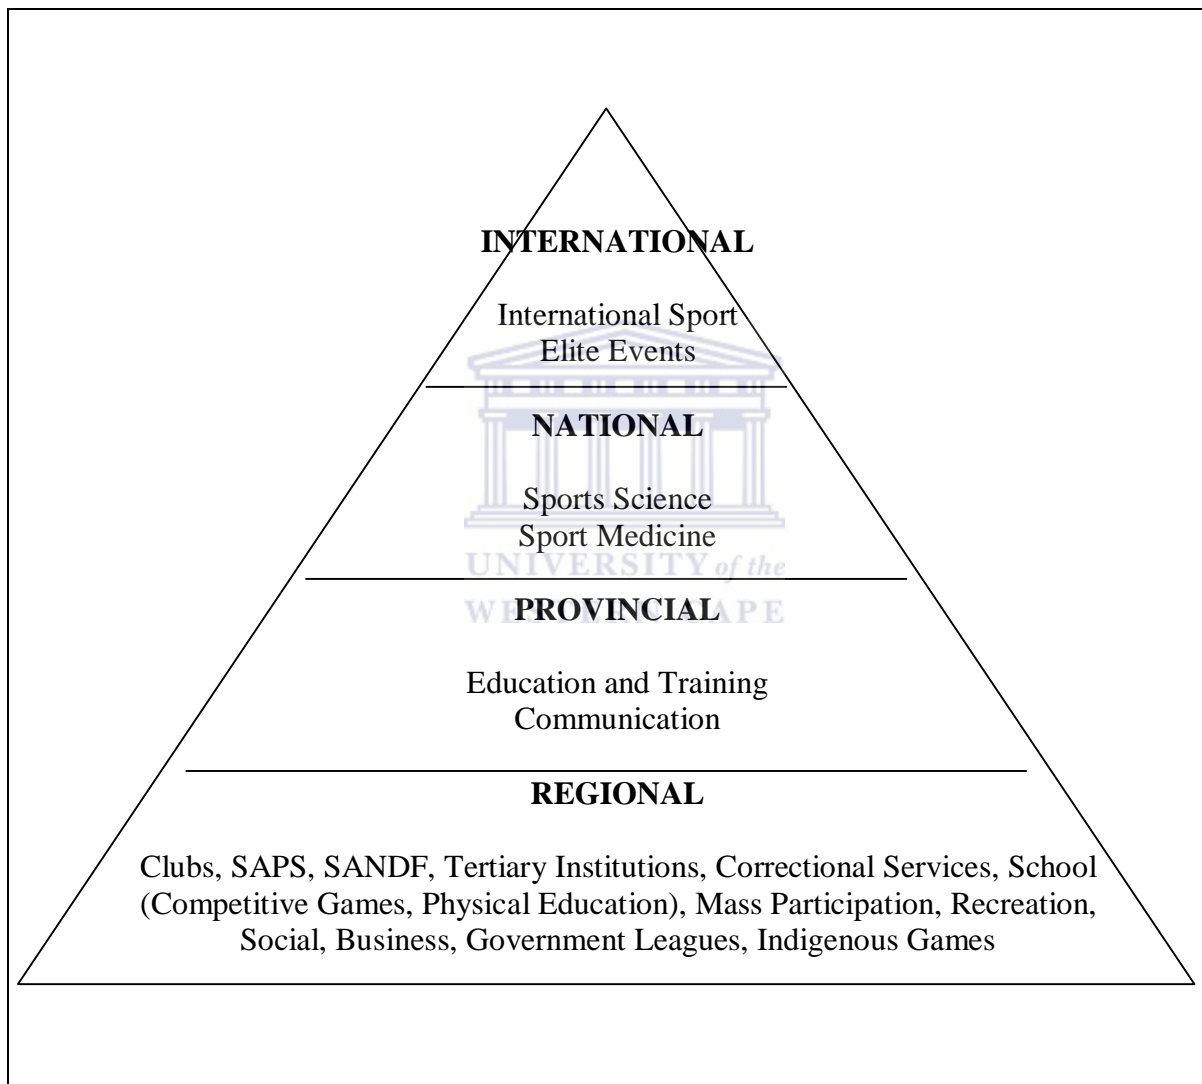 INTERNATIONAL
International Sport
Elite Events
NATIONAL
Sports Science
Sport Medicine
UNIVERSITY of the
WESTERN CAPE
PROVINCIAL
Education and Training
Communication
REGIONAL
Clubs, SAPS, SANDF, Tertiary Institutions, Correctional Services, School
(Competitive Games, Physical Education), Mass Participation, Recreation,
Social, Business, Government Leagues, Indigenous Games